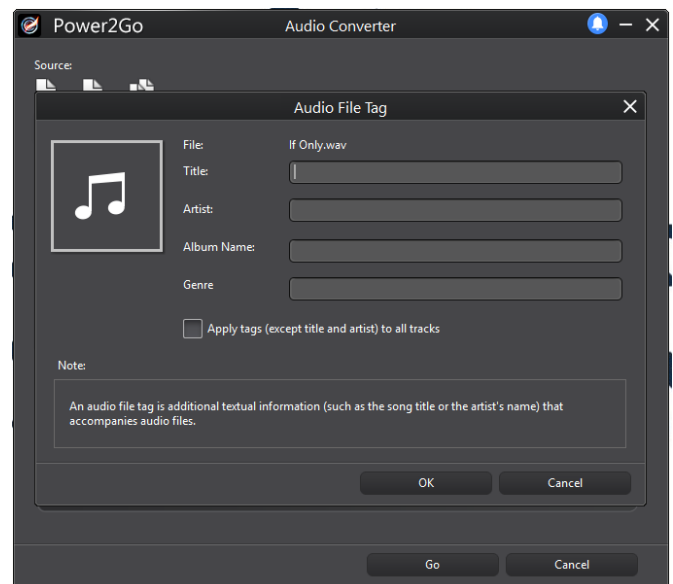 Power2Go
Audio Converter
Source:
Audio File Tag
File:
If Only.wav
Title:
Artist:
Album Name:
Genre
Apply tags (except title and artist) to all tracks
Note:
An audio file tag is additional textual information (such as the song title or the artist's name) that
accompanies audio files.
OK
Cancel
Go
Cancel